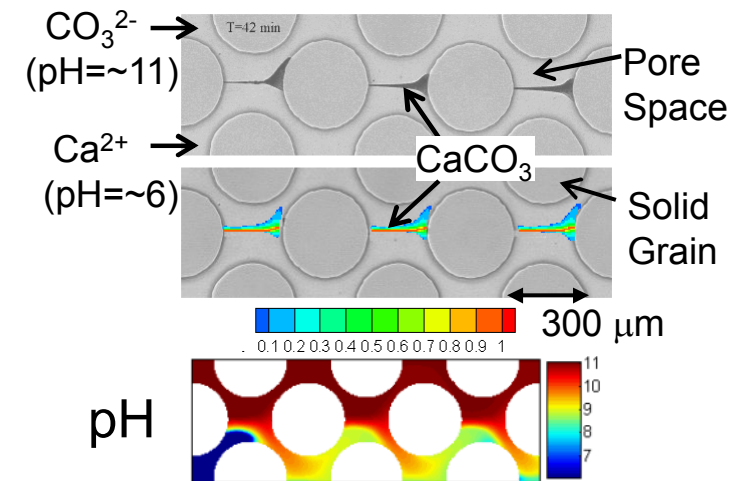 CO₃²⁻
(pH=~11)
T=42 min
Pore
Space
Ca²⁺
(pH=~6)
CaCO₃
Solid
Grain
300 μm
. 0.1 0.2 0.3 0.4 0.5 0.6 0.7 0.8 0.9 1
pH
11
10
9
8
7